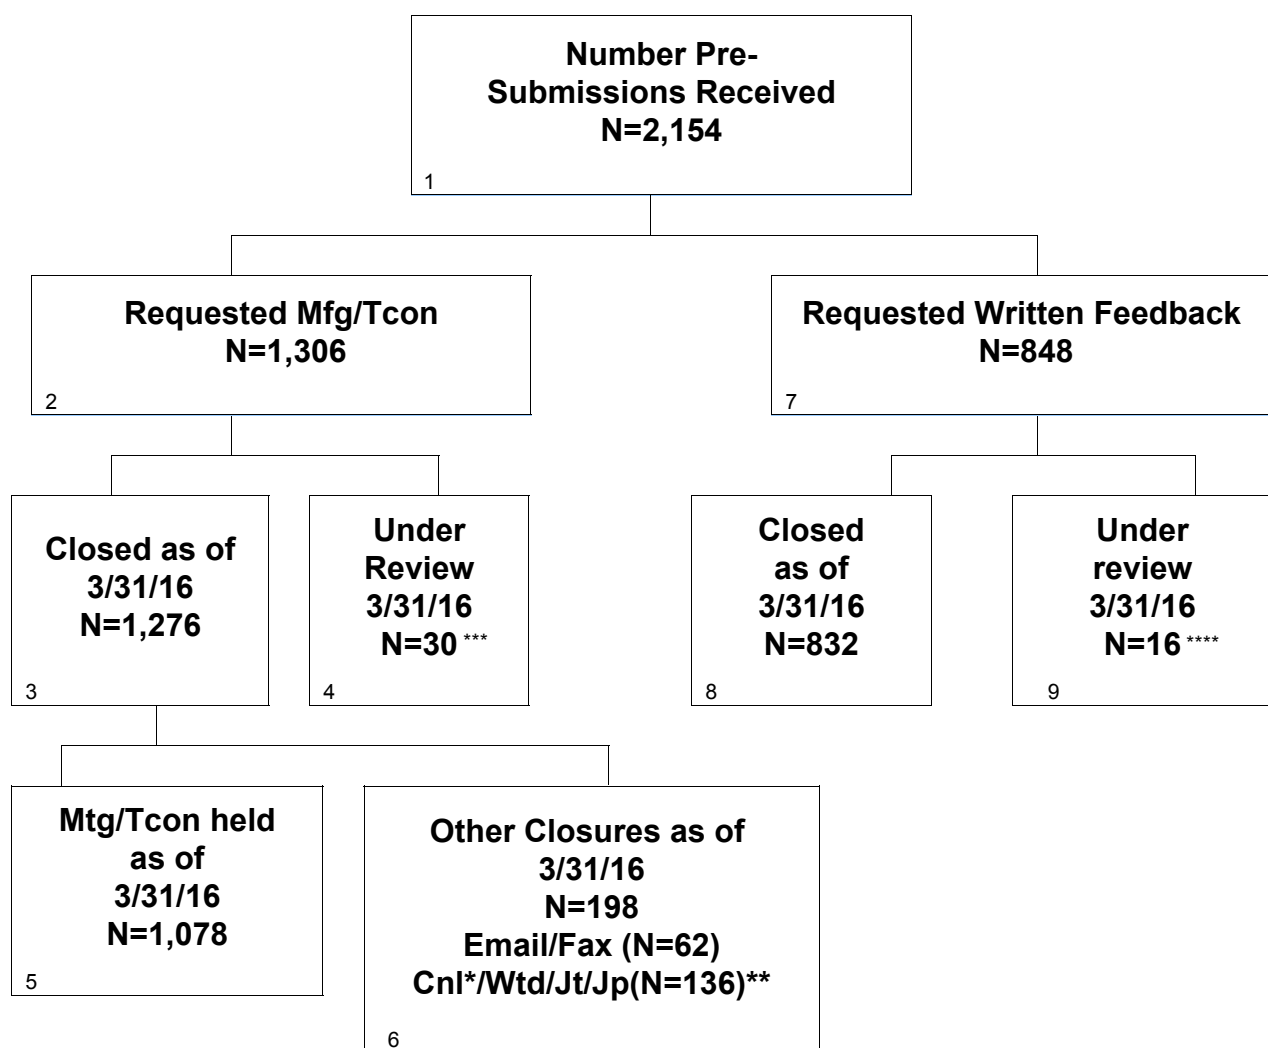 Number Pre-
Submissions Received
N=2,154
1
Requested Mfg/Tcon
N=1,306
2
Requested Written Feedback
N=848
7
Closed as of
3/31/16
N=1,276
3
Under
Review
3/31/16
N=30 ***
4
Closed
as of
3/31/16
N=832
8
Under
review
3/31/16
N=16 ****
9
Mtg/Tcon held
as of
3/31/16
N=1,078
5
Other Closures as of
3/31/16
N=198
Email/Fax (N=62)
Cnl*/Wtd/Jt/Jp(N=136)**
6